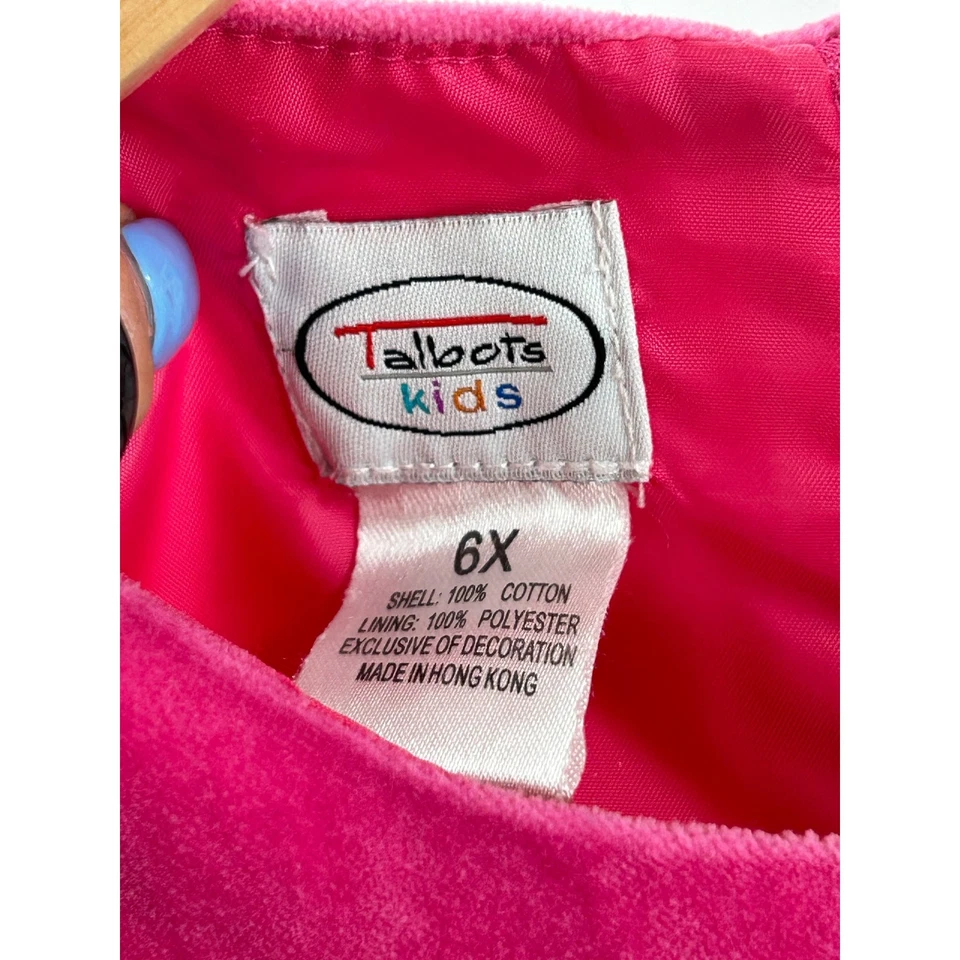 Talbots
kids
6X
SHELL: 100% COTTON
LINING: 100% POLYESTER
EXCLUSIVE OF DECORATION
MADE IN HONG KONG